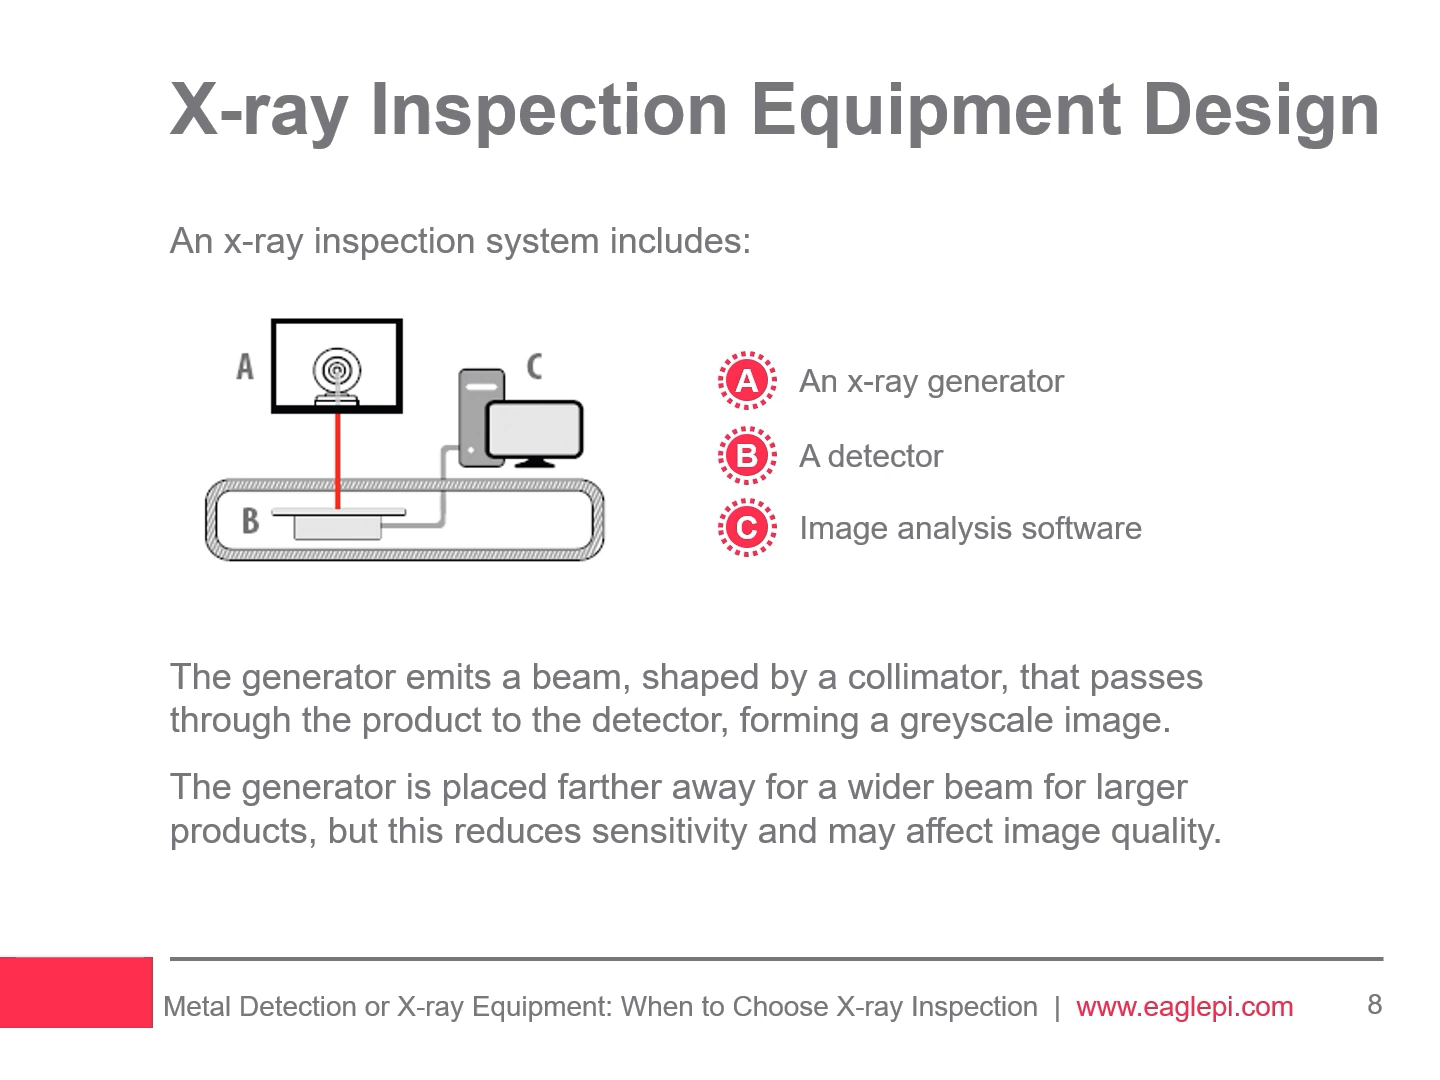 X-ray Inspection Equipment Design
An x-ray inspection system includes:
A
C
B
A An x-ray generator
B A detector
C Image analysis software
The generator emits a beam, shaped by a collimator, that passes
through the product to the detector, forming a greyscale image.
The generator is placed farther away for a wider beam for larger
products, but this reduces sensitivity and may affect image quality.
Metal Detection or X-ray Equipment: When to Choose X-ray Inspection | www.eaglepi.com 8